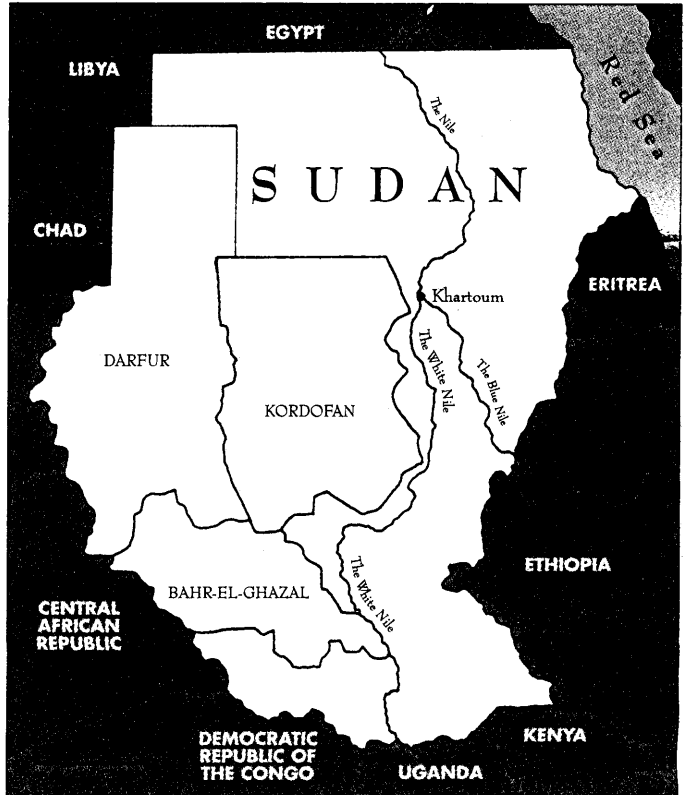 EGYPT
LIBYA
Red Sea
The Nile
SUDAN
CHAD
ERITREA
Khartoum
DARFUR
The White Nile
The Blue Nile
KORDOFAN
ETHIOPIA
The White Nile
BAHR-EL-GHAZAL
CENTRAL
AFRICAN
REPUBLIC
KENYA
DEMOCRATIC
REPUBLIC OF
THE CONGO
UGANDA